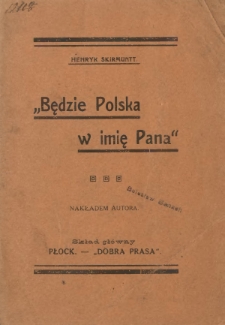 HENRYK SKIRMUNTT.
„Będzie Polska
w imię Pana“
NAKŁADEM AUTORA
Skład główny
PŁOCK. — „DOBRA PRASA“.